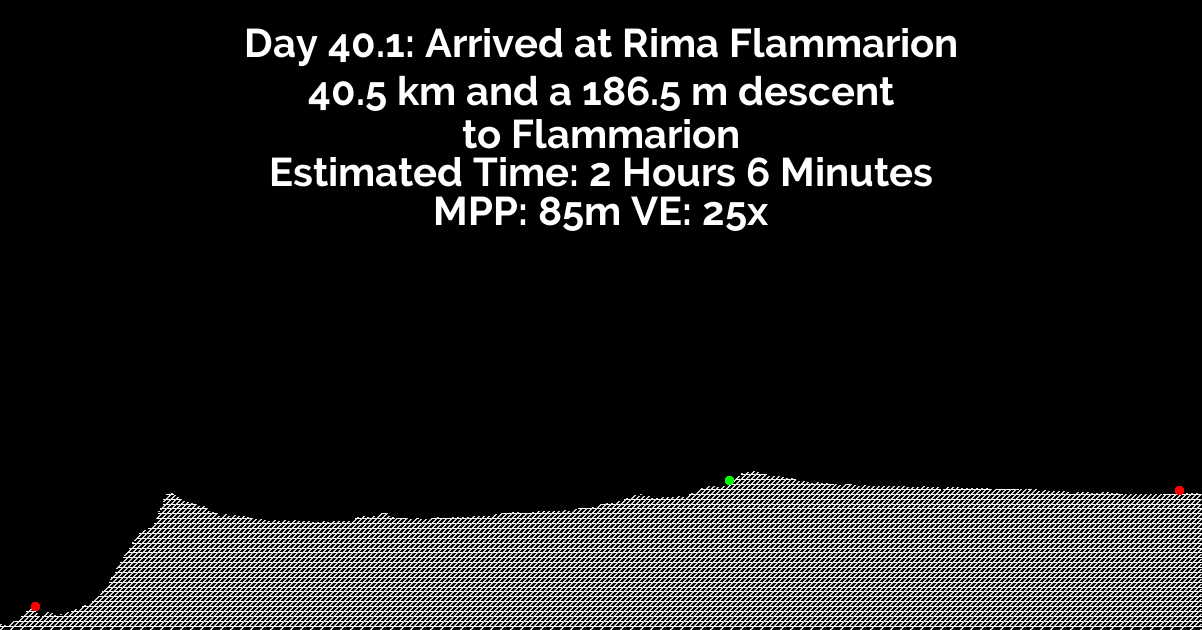 Day 40.1: Arrived at Rima Flammarion
40.5 km and a 186.5 m descent
to Flammarion
Estimated Time: 2 Hours 6 Minutes
MPP: 85m VE: 25x